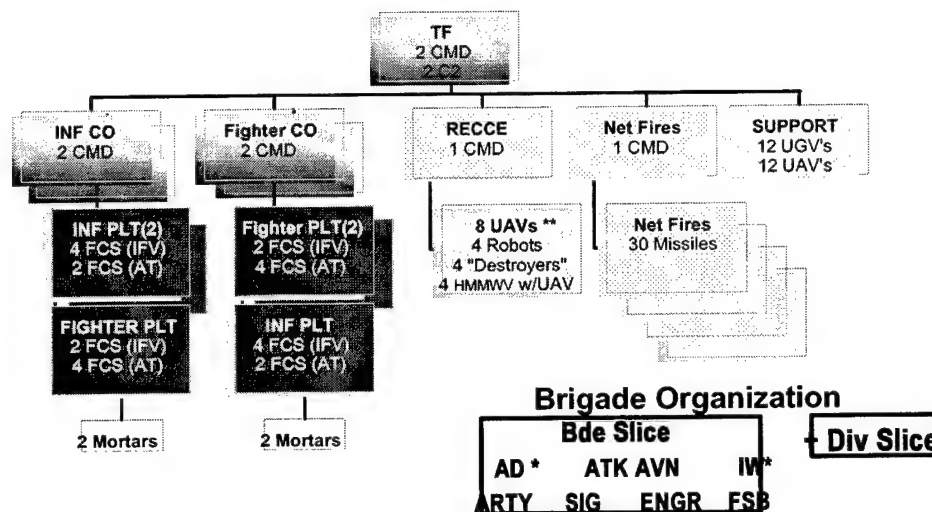 TF
2 CMD
2 C2
INF CO
2 CMD
Fighter CO
2 CMD
RECCE
1 CMD
Net Fires
1 CMD
SUPPORT
12 UGV's
12 UAV's
INF PLT(2)
4 FCS (IFV)
2 FCS (AT)
Fighter PLT(2)
2 FCS (IFV)
4 FCS (AT)
8 UAVs **
4 Robots
4 "Destroyers"
4 HMMWV w/UAV
Net Fires
30 Missiles
FIGHTER PLT
2 FCS (IFV)
4 FCS (AT)
INF PLT
4 FCS (IFV)
2 FCS (AT)
2 Mortars
2 Mortars
Brigade Organization
Bde Slice
AD * ATK AVN IW*
ARTY SIG ENGR FSB
+ Div Slice